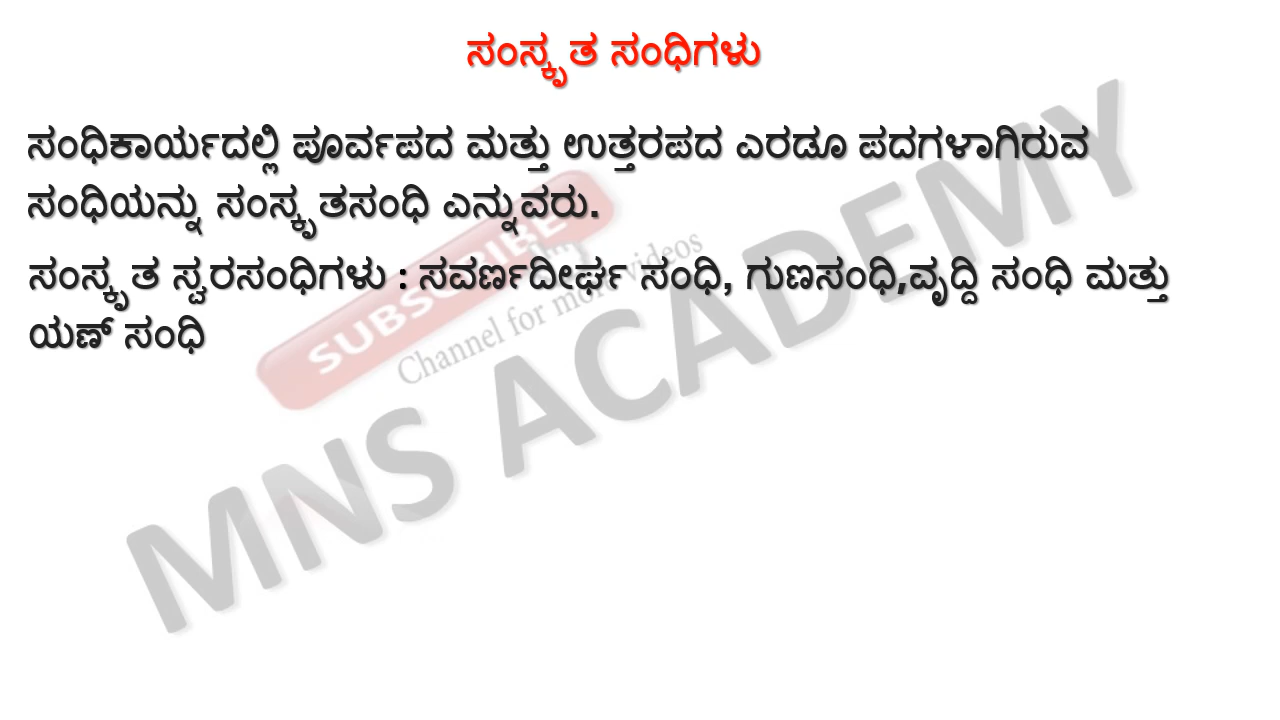 ಸಂಸ್ಕೃತ ಸಂಧಿಗಳು
ಸಂಧಿಕಾರ್ಯದಲ್ಲಿ ಪೂರ್ವಪದ ಮತ್ತು ಉತ್ತರಪದ ಎರಡೂ ಪದಗಳಾಗಿರುವ
ಸಂಧಿಯನ್ನು ಸಂಸ್ಕೃತಸಂಧಿ ಎನ್ನುವರು.
ಸಂಸ್ಕೃತ ಸ್ವರಸಂಧಿಗಳು : ಸವರ್ಣದೀರ್ಘ ಸಂಧಿ, ಗುಣಸಂಧಿ,ವೃದ್ದಿ ಸಂಧಿ ಮತ್ತು
ಯಣ್ ಸಂಧಿ
SUBSCRIBE
Channel for more videos
MNS ACADEMY